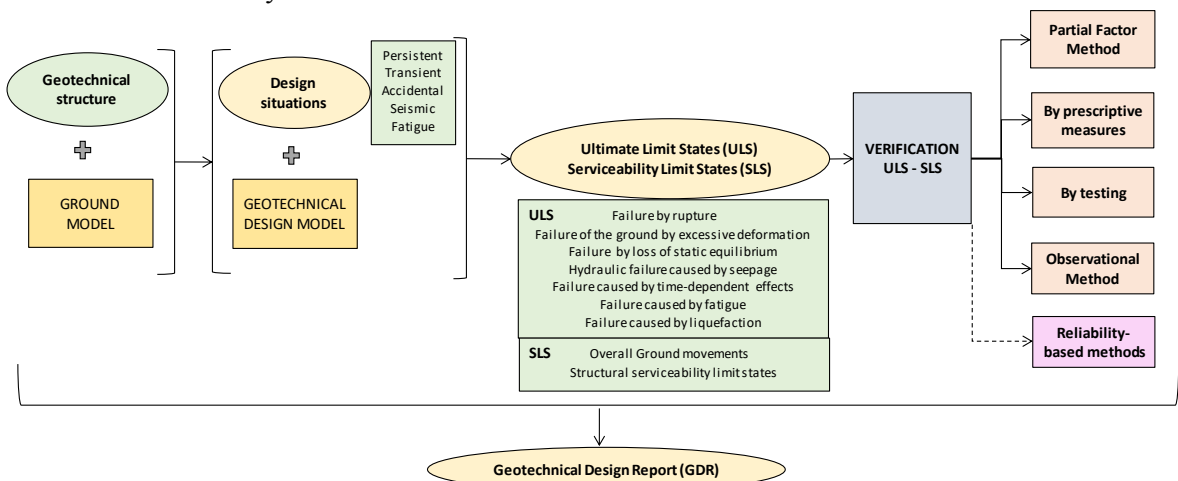 Geotechnical
structure
GROUND
MODEL
Design
situations
GEOTECHNICAL
DESIGN MODEL
Persistent
Transient
Accidental
Seismic
Fatigue
Ultimate Limit States (ULS)
Serviceability Limit States (SLS)
ULS Failure by rupture
Failure of the ground by excessive deformation
Failure by loss of static equilibrium
Hydraulic failure caused by seepage
Failure caused by time-dependent effects
Failure caused by fatigue
Failure caused by liquefaction
SLS Overall Ground movements
Structural serviceability limit states
VERIFICATION
ULS - SLS
Partial Factor
Method
By prescriptive
measures
By testing
Observational
Method
Reliability-
based methods
Geotechnical Design Report (GDR)